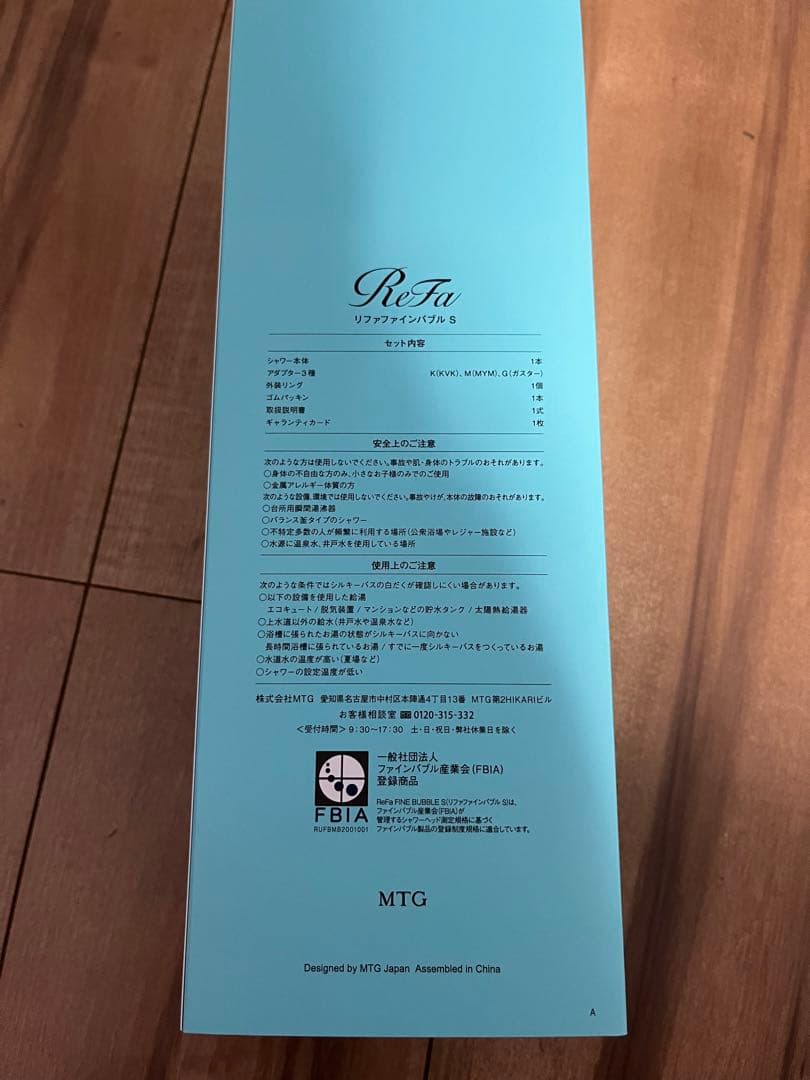 ReFa
リファファインバブル S
セット内容
シャワー本体 1本
アダプター3種 K(KVK)、M(MYM)、G(ガスター)
外装リング 1個
ゴムパッキン 1本
取扱説明書 1式
ギャランティカード 1枚
安全上のご注意
次のような方は使用しないでください。事故や肌・身体のトラブルのおそれがあります。
○身体の不自由な方のみ、小さなお子様のみでのご使用
○金属アレルギー体質の方
次のような設備、環境では使用しないでください。事故やけが、本体の故障のおそれがあります。
○台所用瞬間湯沸器
○バランス釜タイプのシャワー
○不特定多数の人が頻繁に利用する場所(公衆浴場やレジャー施設など)
○水源に温泉水、井戸水を使用している場所
使用上のご注意
次のような条件ではシルキーバスの白だくが確認しにくい場合があります。
○以下の設備を使用した給湯
エコキュート / 脱気装置 / マンションなどの貯水タンク / 太陽熱給湯器
○上水道以外の給水(井戸水や温泉水など)
○浴槽に張られたお湯の状態がシルキーバスに向かない
長時間浴槽に張られているお湯 / すでに一度シルキーバスをつくっているお湯
○水道水の温度が高い(夏場など)
○シャワーの設定温度が低い
株式会社MTG 愛知県名古屋市中村区本陣通4丁目13番 MTG第2HIKARIビル
お客様相談室 0120-315-332
<受付時間> 9:30~17:30 土・日・祝日・弊社休業日を除く
一般社団法人
ファインバブル産業会(FBIA)
登録商品
FBIA
RUFBMB2001001
ReFa FINE BUBBLE S(リファファインバブル S)は、
ファインバブル産業会(FBIA)が
管理するシャワーヘッド測定規格に基づく
ファインバブル製品の登録制度規格に適合しています。
MTG
Designed by MTG Japan Assembled in China
A